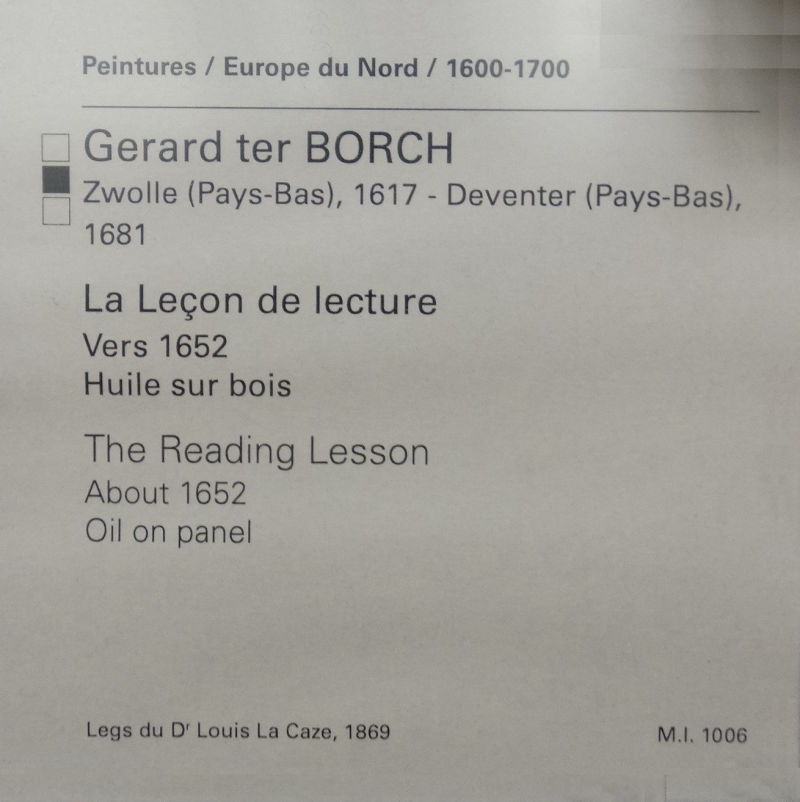 Peintures / Europe du Nord / 1600-1700
Gerard ter BORCH
Zwolle (Pays-Bas), 1617 - Deventer (Pays-Bas),
1681
La Leçon de lecture
Vers 1652
Huile sur bois
The Reading Lesson
About 1652
Oil on panel
Legs du Dʳ Louis La Caze, 1869
M.I. 1006